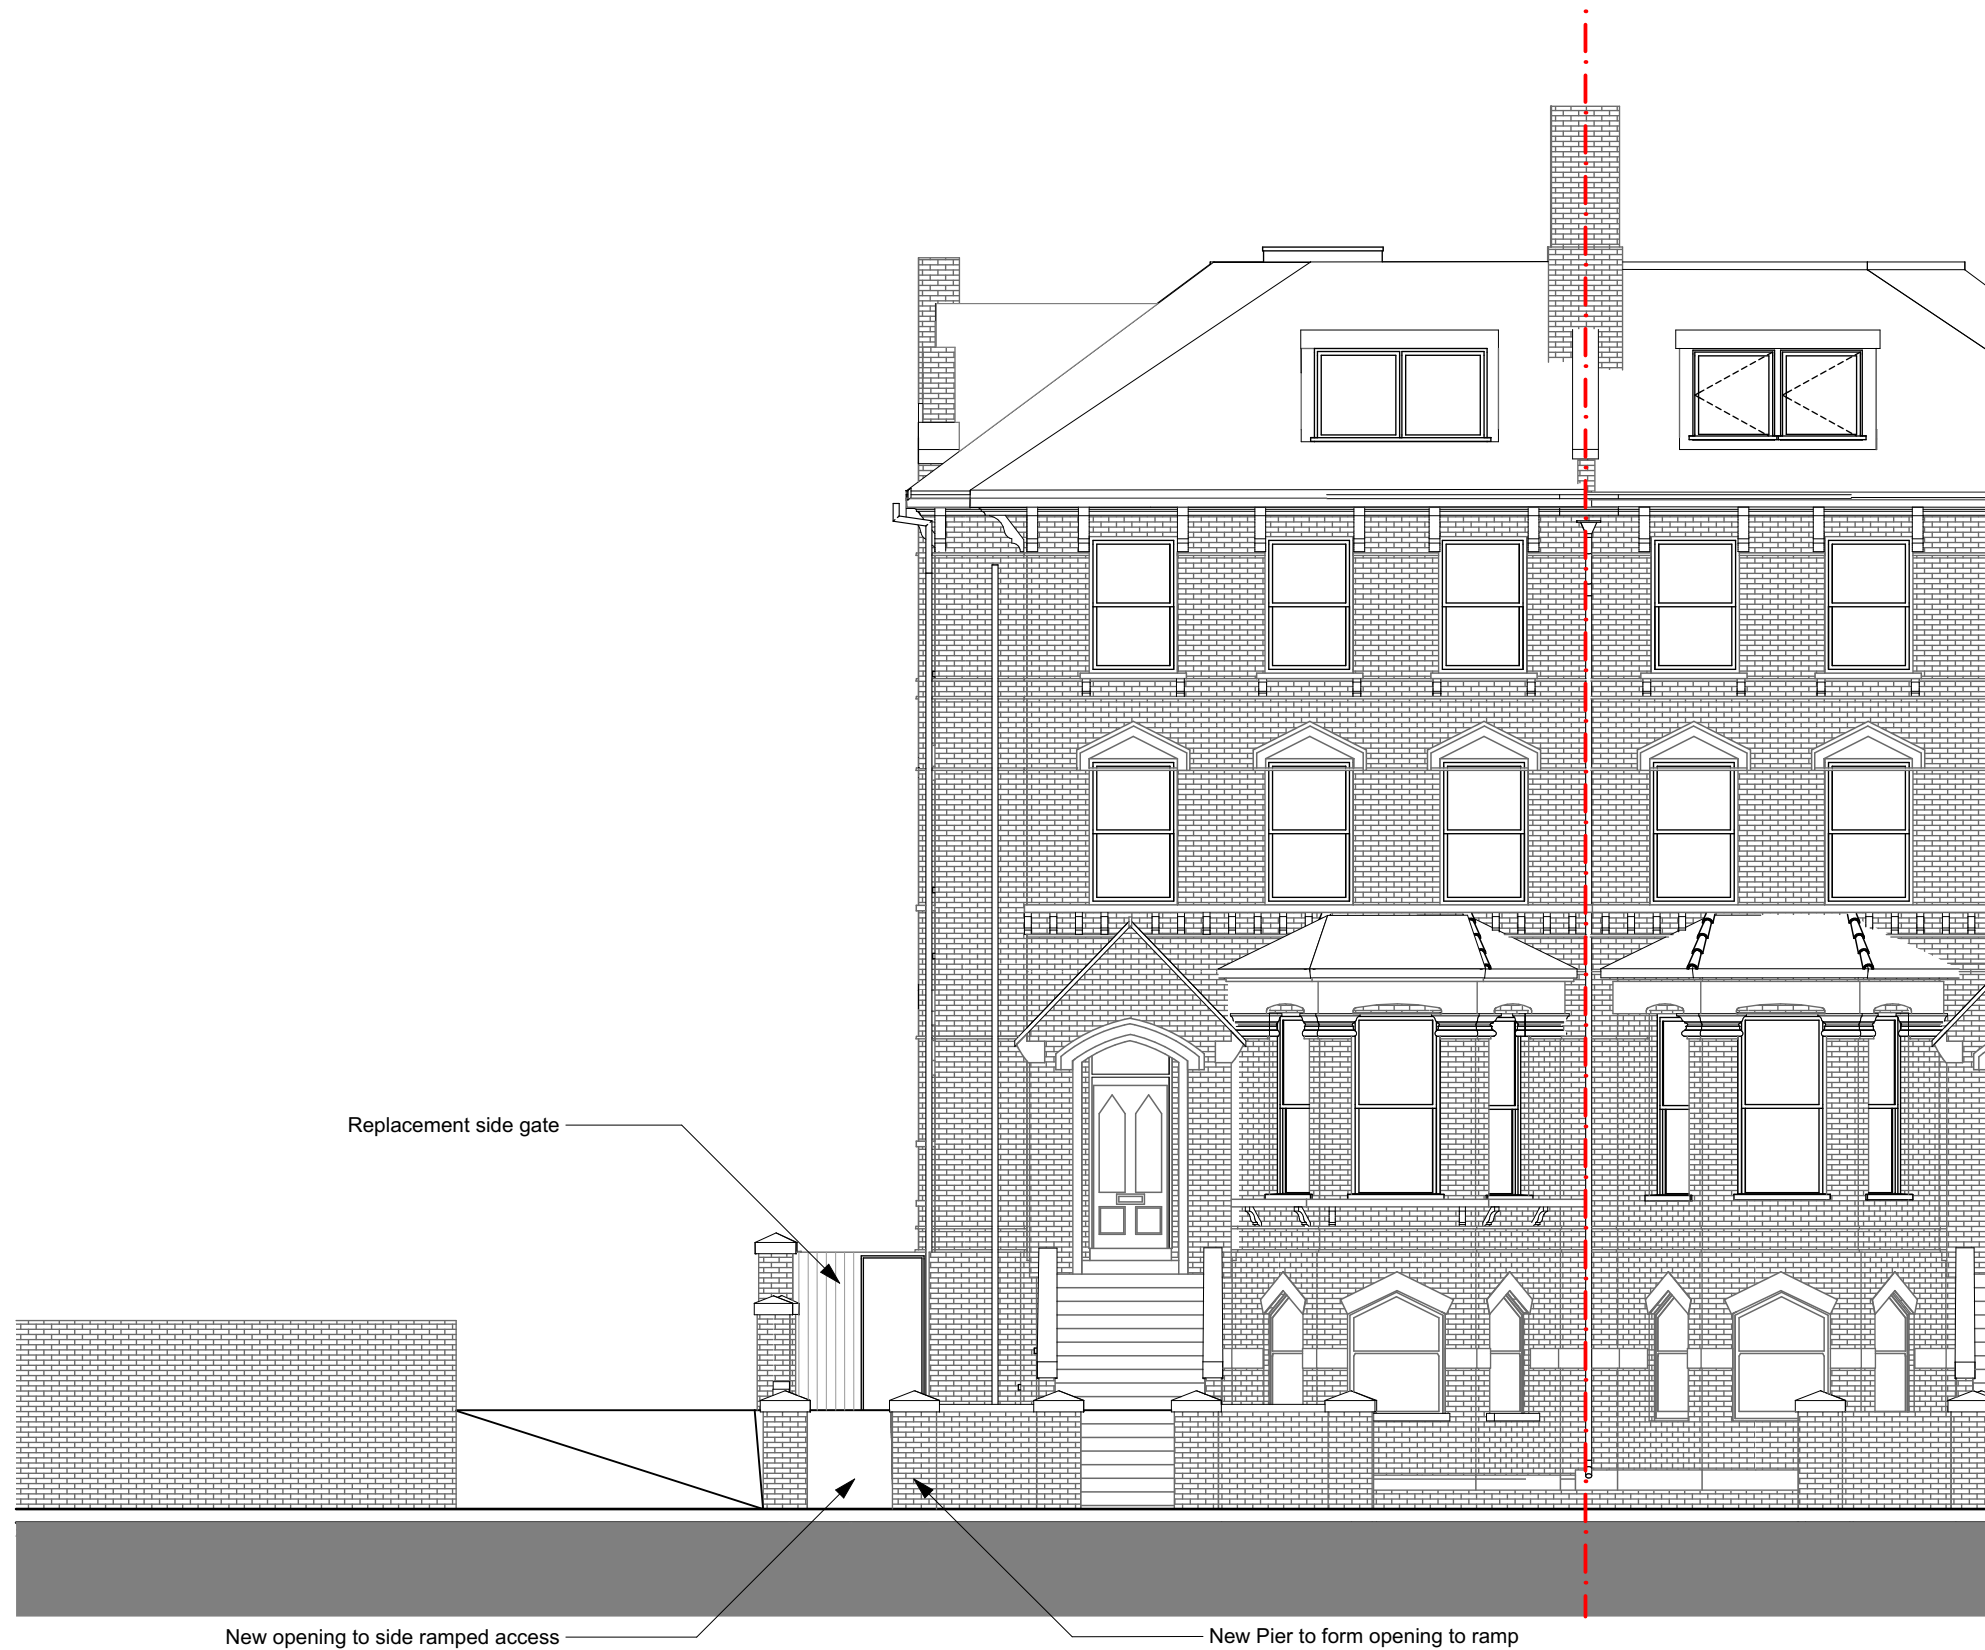 Replacement side gate
New opening to side ramped access
New Pier to form opening to ramp